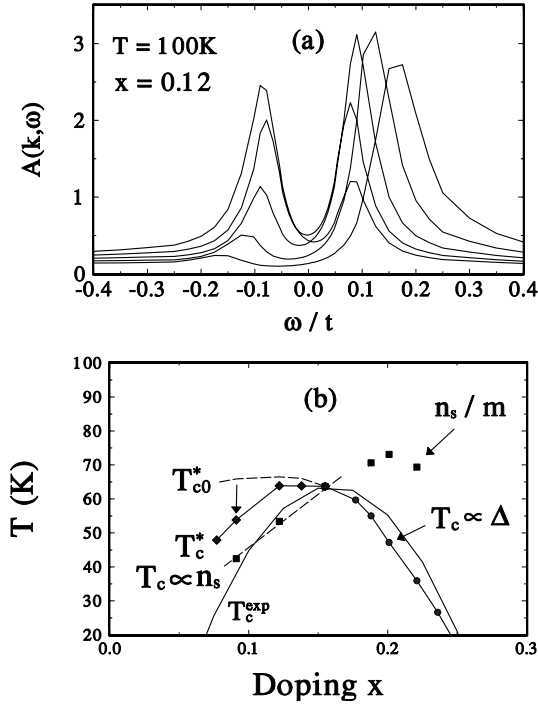 (a)
T = 100K
x = 0.12
A(k,ω)
3
2
1
0
-0.4 -0.3 -0.2 -0.1 0.0 0.1 0.2 0.3 0.4
ω / t
(b)
T (K)
100
90
80
70
60
50
40
30
20
n_s / m
T*_c0
T*_c
T_c ∝ Δ
T_c ∝ n_s
T_c^exp
0.0 0.1 0.2 0.3
Doping x